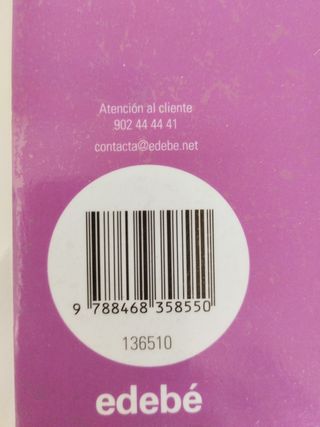 Atención al cliente
902 44 44 41
contacta@edebe.net
9 788468 358550
136510
edebé